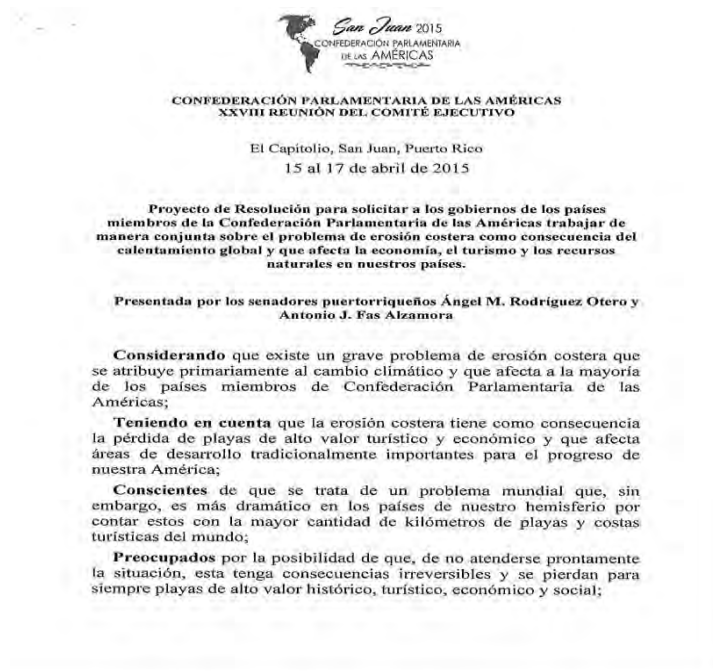 San Juan 2015
CONFEDERACIÓN PARLAMENTARIA
DE LAS AMÉRICAS
CONFEDERACIÓN PARLAMENTARIA DE LAS AMÉRICAS
XXVIII REUNIÓN DEL COMITÉ EJECUTIVO
El Capitolio, San Juan, Puerto Rico
15 al 17 de abril de 2015
Proyecto de Resolución para solicitar a los gobiernos de los países
miembros de la Confederación Parlamentaria de las Américas trabajar de
manera conjunta sobre el problema de erosión costera como consecuencia del
calentamiento global y que afecta la economía, el turismo y los recursos
naturales en nuestros países.
Presentada por los senadores puertorriqueños Ángel M. Rodríguez Otero y
Antonio J. Fas Alzamora
Considerando que existe un grave problema de erosión costera que
se atribuye primariamente al cambio climático y que afecta a la mayoría
de los países miembros de Confederación Parlamentaria de las
Américas;
Teniendo en cuenta que la erosión costera tiene como consecuencia
la pérdida de playas de alto valor turístico y económico y que afecta
áreas de desarrollo tradicionalmente importantes para el progreso de
nuestra América;
Conscientes de que se trata de un problema mundial que, sin
embargo, es más dramático en los países de nuestro hemisferio por
contar estos con la mayor cantidad de kilómetros de playas y costas
turísticas del mundo;
Preocupados por la posibilidad de que, de no atenderse prontamente
la situación, esta tenga consecuencias irreversibles y se pierdan para
siempre playas de alto valor histórico, turístico, económico y social;